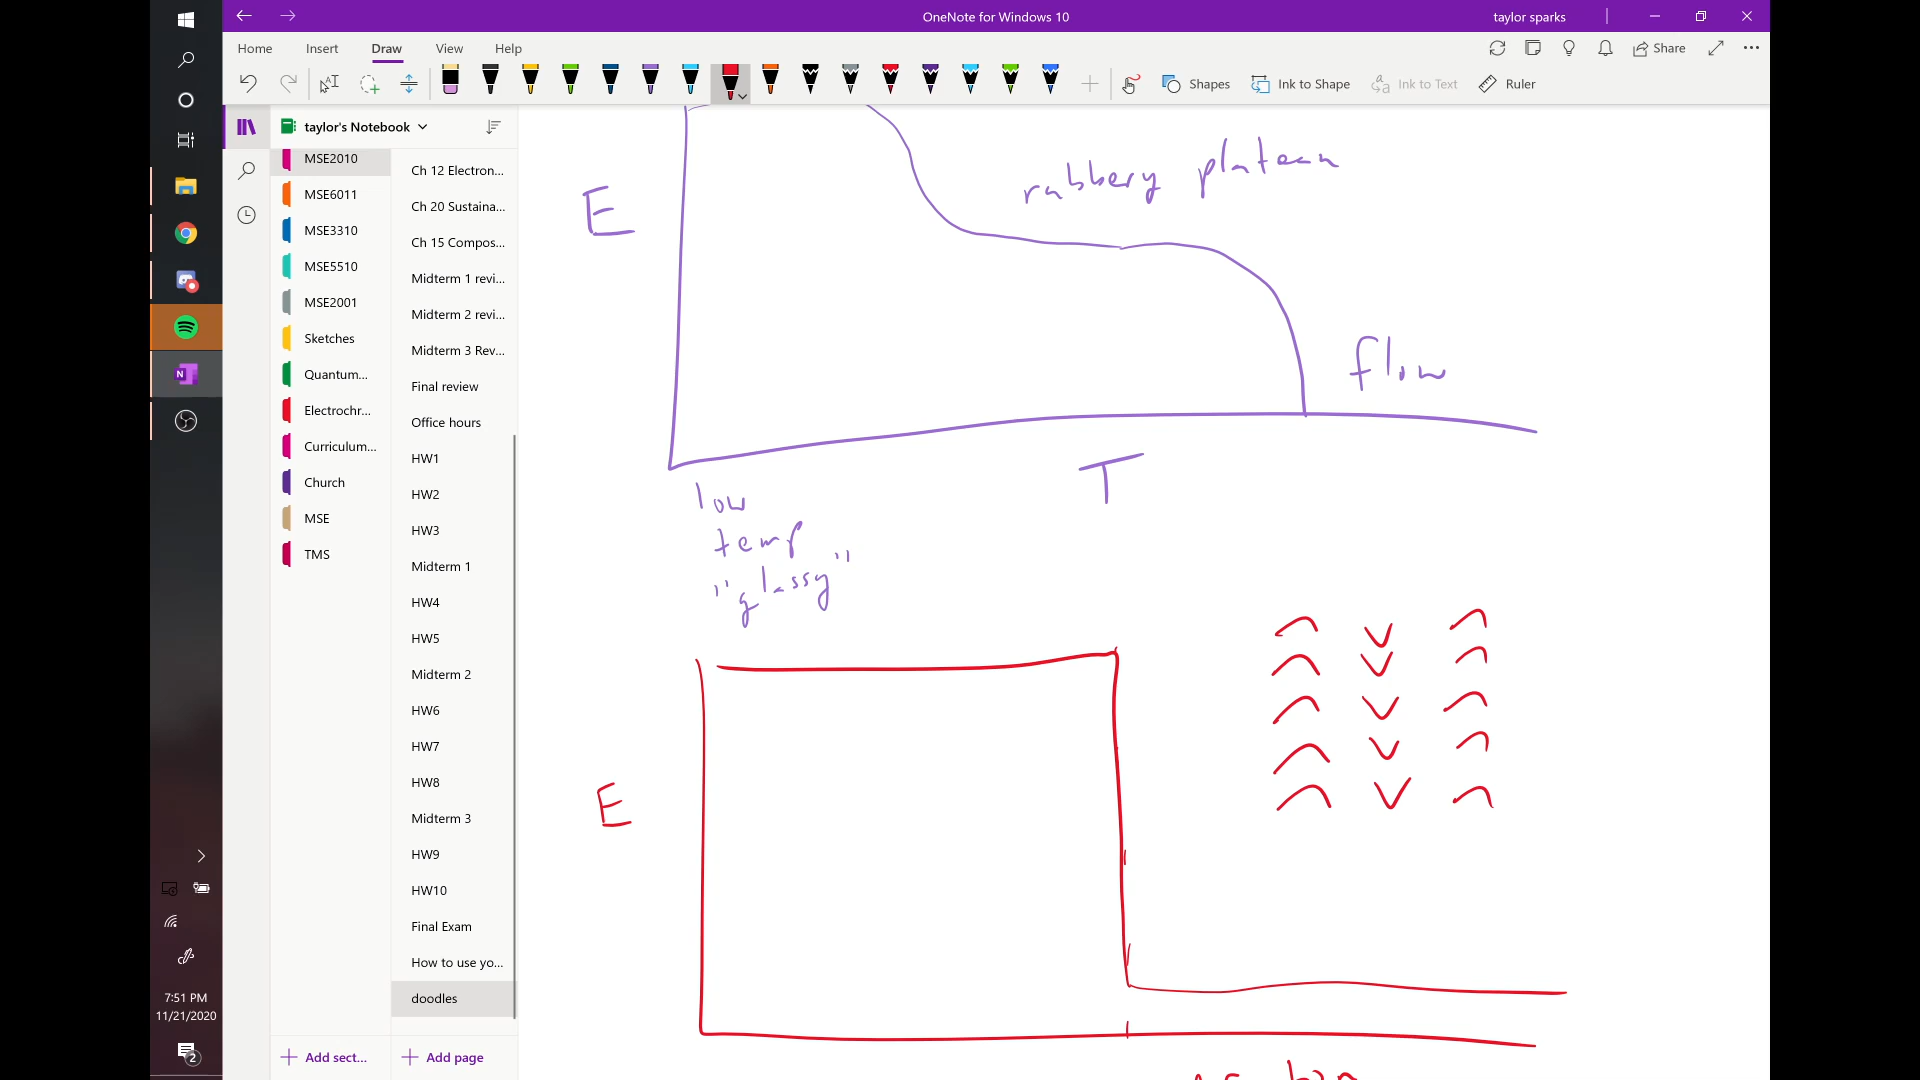 OneNote for Windows 10
taylor sparks
Home
Insert
Draw
View
Help
Share
Shapes
Ink to Shape
Ink to Text
Ruler
taylor's Notebook
MSE2010
MSE6011
MSE3310
MSE5510
MSE2001
Sketches
Quantum...
Electrochr...
Curriculum...
Church
MSE
TMS
Add sect...
Ch 12 Electron...
Ch 20 Sustaina...
Ch 15 Compos...
Midterm 1 revi...
Midterm 2 revi...
Midterm 3 Rev...
Final review
Office hours
HW1
HW2
HW3
Midterm 1
HW4
HW5
Midterm 2
HW6
HW7
HW8
Midterm 3
HW9
HW10
Final Exam
How to use yo...
doodles
Add page
E
rubbery plateau
flow
T
low
temp
"glassy"
E
7:51 PM
11/21/2020
2